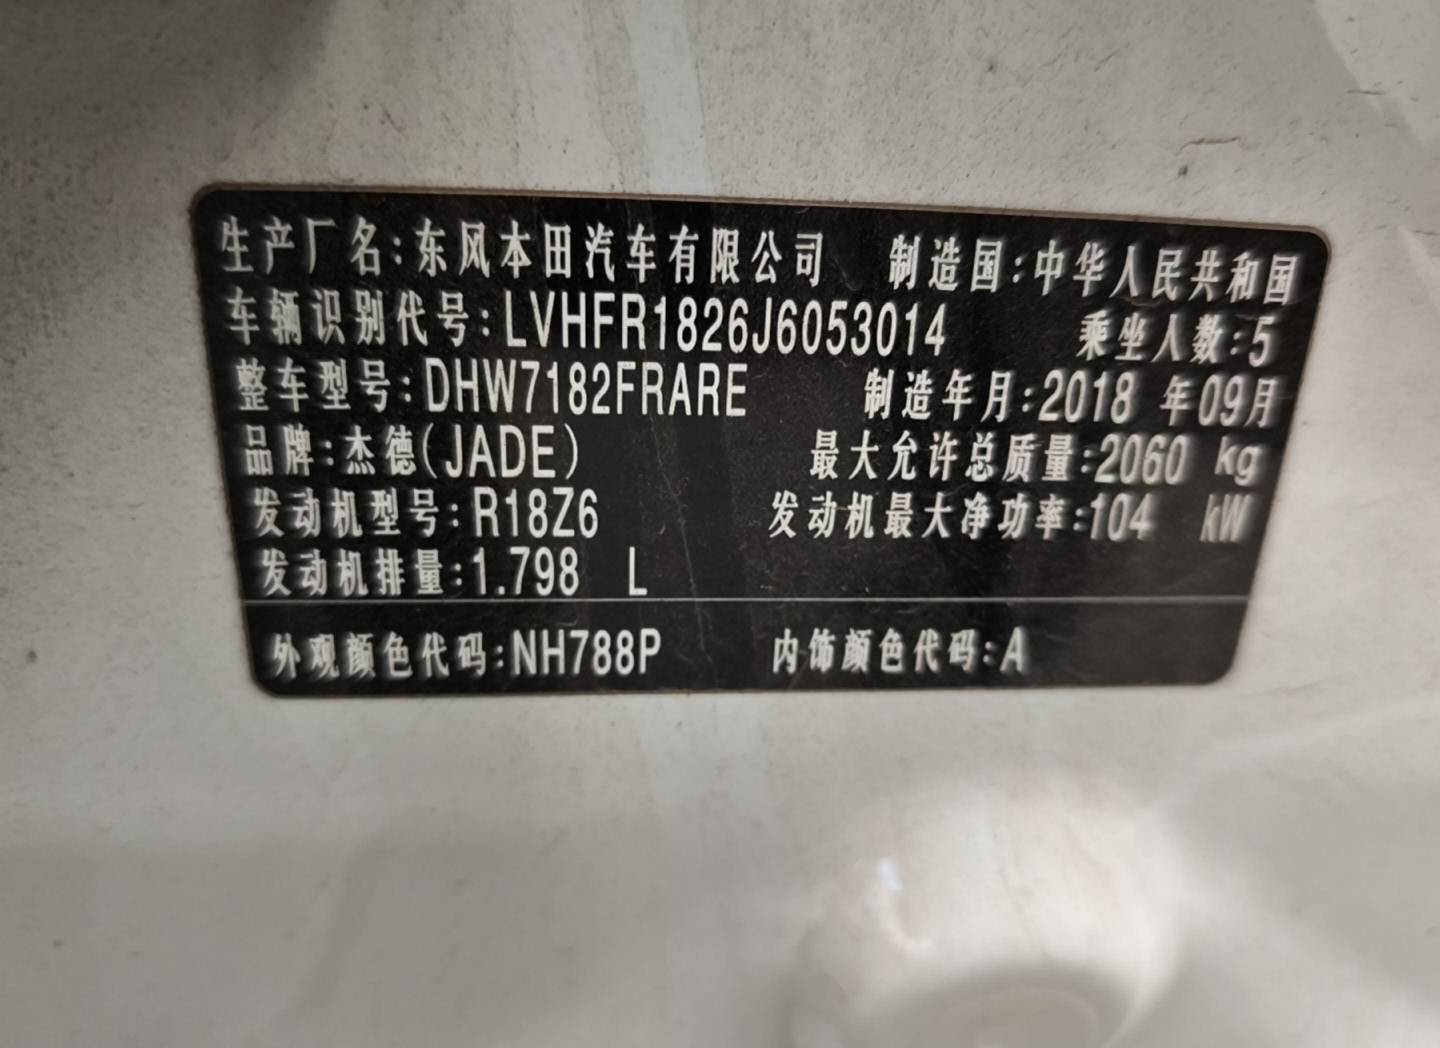 生产厂名:东风本田汽车有限公司 制造国:中华人民共和国
车辆识别代号:LVHFR1826J6053014 乘坐人数:5
整车型号:DHW7182FRARE 制造年月:2018 年 09月
品牌:杰德(JADE) 最大允许总质量:2060 kg
发动机型号:R18Z6 发动机最大净功率:104 kW
发动机排量:1.798 L
外观颜色代码:NH788P 内饰颜色代码:A